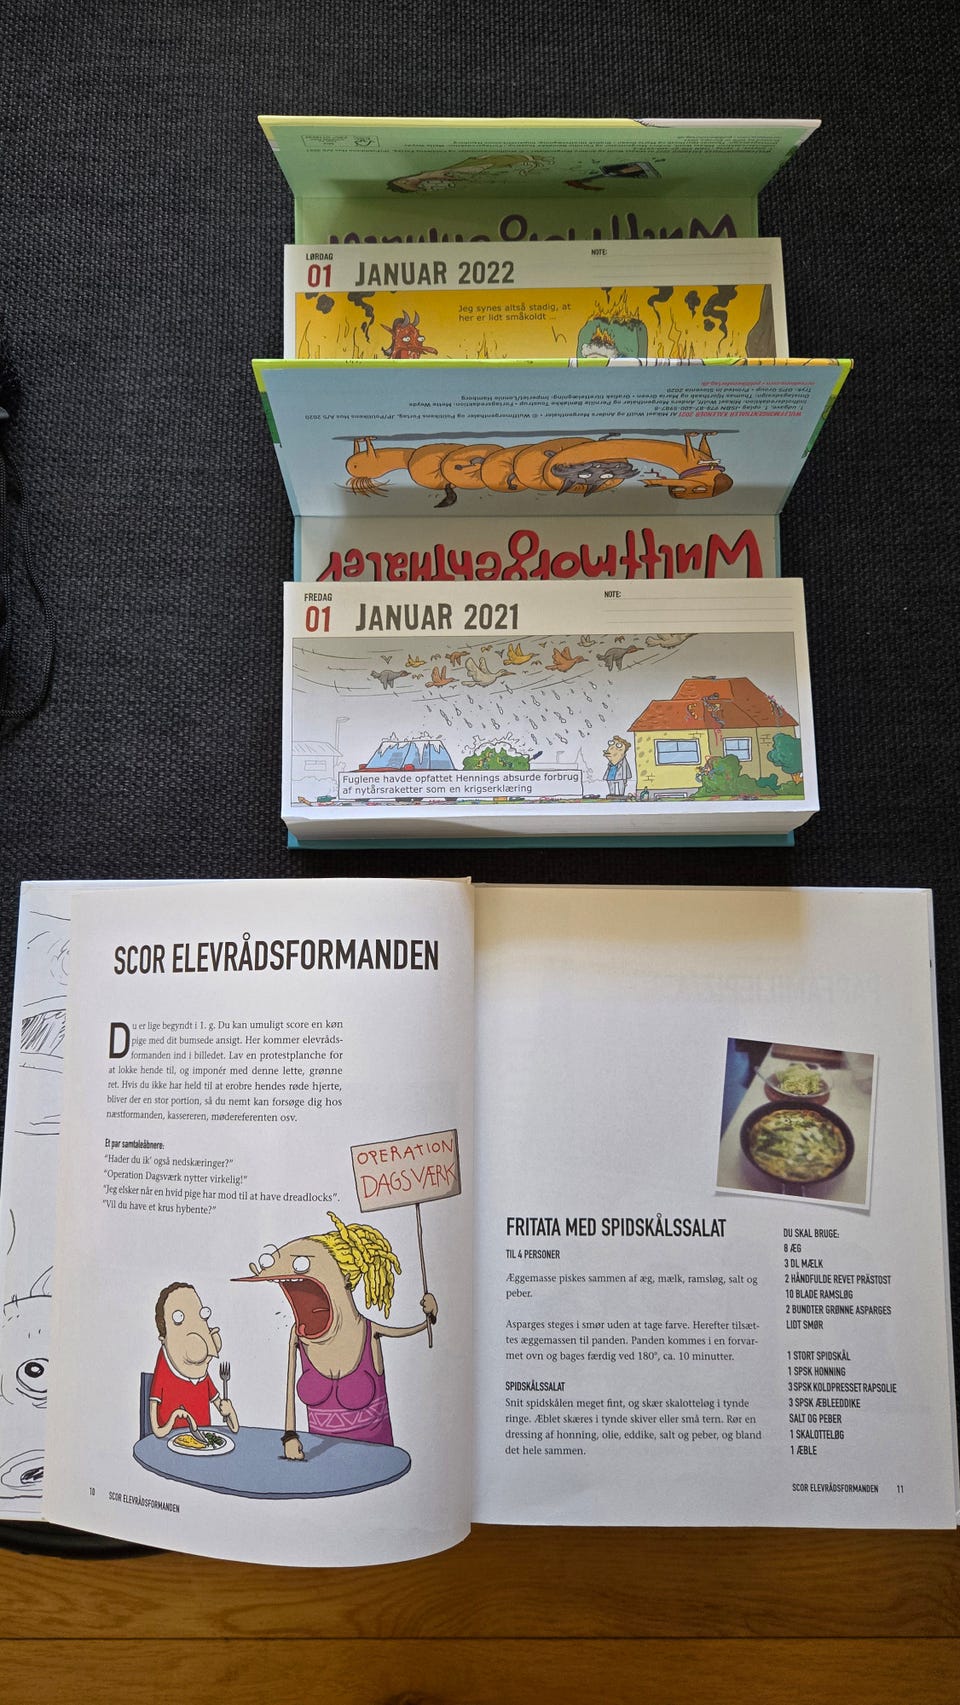 Wulffmorgenthaler
LØRDAG
01
JANUAR 2022
NOTE:
Jeg synes altså stadig, at
her er lidt småkoldt ...
WULFFMORGENTHALER KALENDER 2021
Wulffmorgenthaler
FREDAG
01
JANUAR 2021
NOTE:
Fuglene havde opfattet Hennings absurde forbrug
af nytårsraketter som en krigserklæring
SCOR ELEVRÅDSFORMANDEN
Du er lige begyndt i 1. g. Du kan umuligt score en køn
pige med dit bumsede ansigt. Her kommer elevråds-
formanden ind i billedet. Lav en protestplanche for
at lokke hende til, og imponér med denne lette, grønne
ret. Hvis du ikke har held til at erobre hendes røde hjerte,
bliver der en stor portion, så du nemt kan forsøge dig hos
næstformanden, kassereren, mødereferenten osv.
Et par samtaleåbnere:
"Hader du ik' også nedskæringer?"
"Operation Dagsværk nytter virkelig!"
"Jeg elsker når en hvid pige har mod til at have dreadlocks".
"Vil du have et krus hybente?"
OPERATION
DAGSVÆRK
10 SCOR ELEVRÅDSFORMANDEN
FRITATA MED SPIDSKÅLSSALAT
TIL 4 PERSONER
Æggemasse piskes sammen af æg, mælk, ramsløg, salt og
peber.
Asparges steges i smør uden at tage farve. Herefter tilsæt-
tes æggemassen til panden. Panden kommes i en forvar-
met ovn og bages færdig ved 180°, ca. 10 minutter.
SPIDSKÅLSSALAT
Snit spidskålen meget fint, og skær skalotteløg i tynde
ringe. Æblet skæres i tynde skiver eller små tern. Rør en
dressing af honning, olie, eddike, salt og peber, og bland
det hele sammen.
DU SKAL BRUGE:
8 ÆG
3 DL MÆLK
2 HÅNDFULDE REVET PRÄSTOST
10 BLADE RAMSLØG
2 BUNDTER GRØNNE ASPARGES
LIDT SMØR
1 STORT SPIDSKÅL
1 SPSK HONNING
3 SPSK KOLDPRESSET RAPSOLIE
3 SPSK ÆBLEEDDIKE
SALT OG PEBER
1 SKALOTTELØG
1 ÆBLE
SCOR ELEVRÅDSFORMANDEN 11